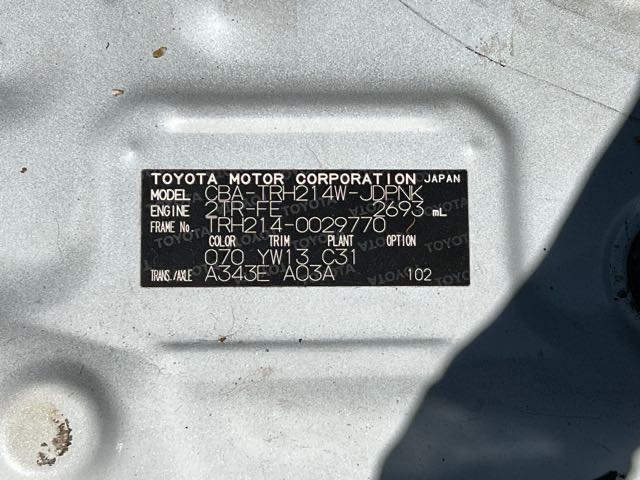 TOYOTA MOTOR CORPORATION JAPAN
MODEL CBA-TRH214W-JDPNK
ENGINE 2TR-FE 2693 mL
FRAME No. TRH214-0029770
COLOR TRIM PLANT OPTION
070 YW13 C31
TRANS./AXLE A343E A03A 102